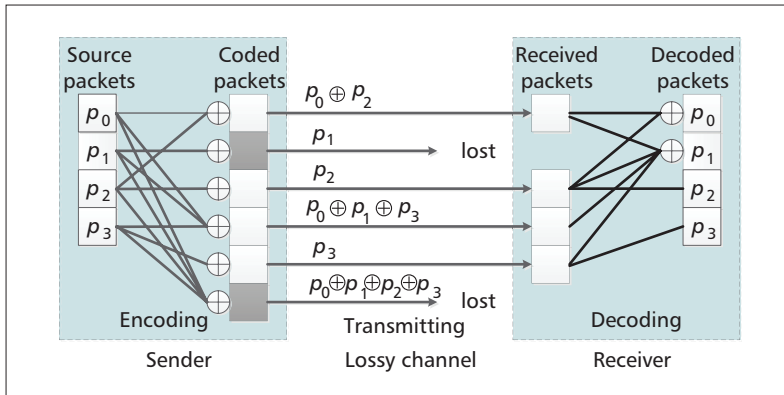 Source packets
Coded packets
Received packets
Decoded packets
p0
p1
p2
p3
p0 ⊕ p2
p1
lost
p2
p0 ⊕ p1 ⊕ p3
p3
p0⊕p1⊕p2⊕p3
lost
p0
p1
p2
p3
Encoding
Transmitting
Decoding
Sender
Lossy channel
Receiver